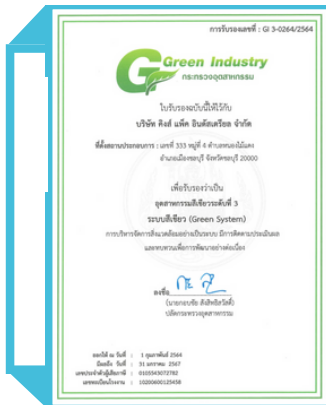 การรับรองเลขที่ : GI 3-0264/2564
Green Industry
กระทรวงอุตสาหกรรม
ใบรับรองฉบับนี้ให้ไว้กับ
บริษัท คิงส์ แพ็ค อินดัสเตรียล จำกัด
ที่ตั้งสถานประกอบการ : เลขที่ 333 หมู่ที่ 4 ตำบลหนองไม้แดง
อำเภอเมืองชลบุรี จังหวัดชลบุรี 20000
เพื่อรับรองว่าเป็น
อุตสาหกรรมสีเขียวระดับที่ 3
ระบบสีเขียว (Green System)
การบริหารจัดการสิ่งแวดล้อมอย่างเป็นระบบ มีการติดตามประเมินผล
และทบทวนเพื่อการพัฒนาอย่างต่อเนื่อง
ลงชื่อ
(นายกอบชัย สังสิทธิสวัสดิ์)
ปลัดกระทรวงอุตสาหกรรม
ออกให้ ณ วันที่ : 1 กุมภาพันธ์ 2564
มีผลถึง วันที่ : 31 มกราคม 2567
เลขประจำตัวผู้เสียภาษี : 0105543072782
เลขทะเบียนโรงงาน : 10200600125458